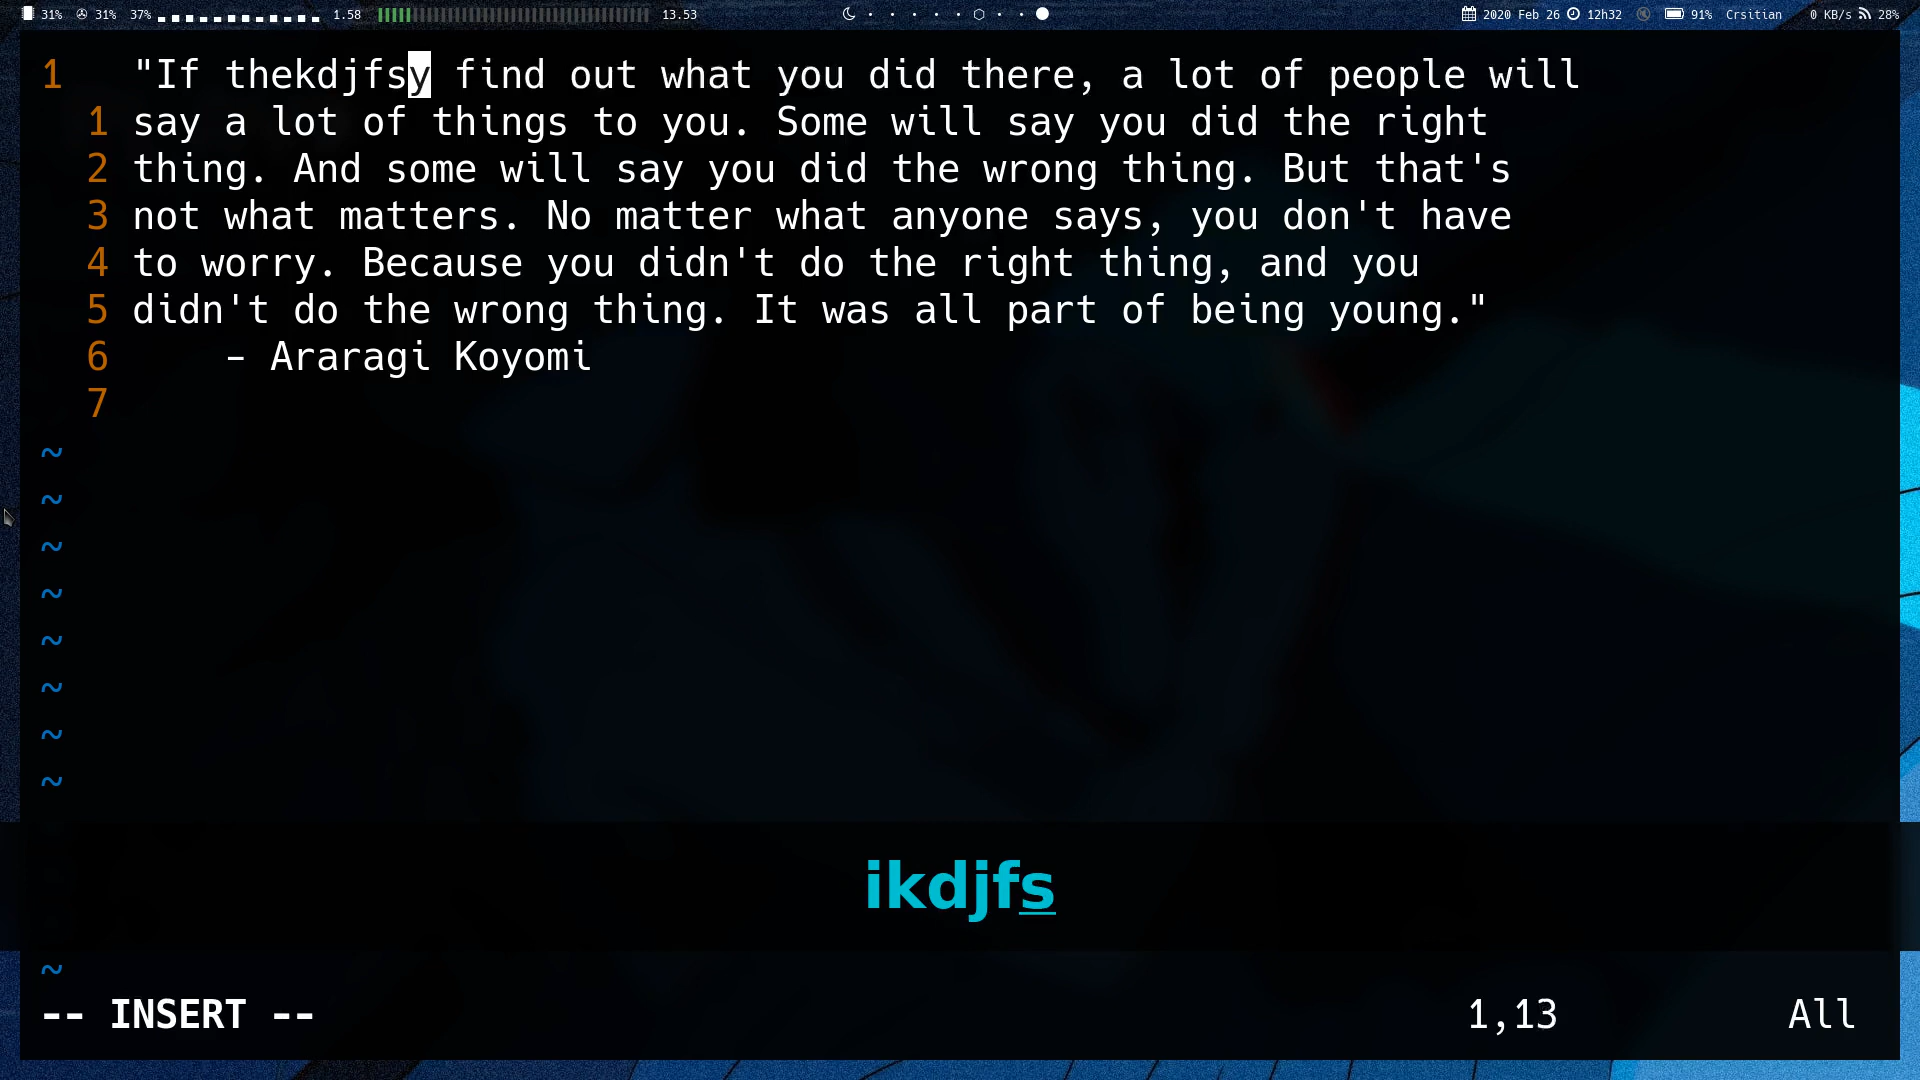 31% 31% 37% 1.58 13.53 2020 Feb 26 12h32 91% Crsitian 0 KB/s 28%
1 "If thekdjfsy find out what you did there, a lot of people will
1 say a lot of things to you. Some will say you did the right
2 thing. And some will say you did the wrong thing. But that's
3 not what matters. No matter what anyone says, you don't have
4 to worry. Because you didn't do the right thing, and you
5 didn't do the wrong thing. It was all part of being young."
6 - Araragi Koyomi
7
~
~
~
~
~
~
~
~
ikdjfs
~
-- INSERT -- 1,13 All